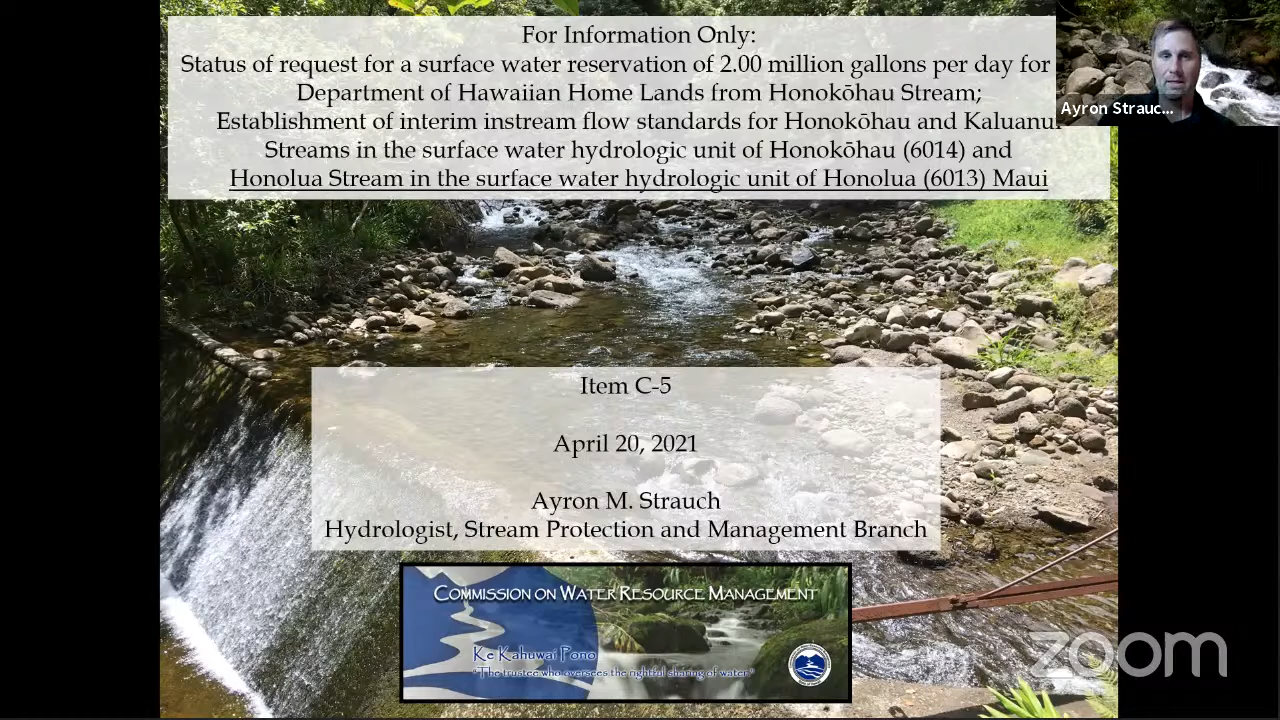 For Information Only:
Status of request for a surface water reservation of 2.00 million gallons per day for
Department of Hawaiian Home Lands from Honokōhau Stream;
Establishment of interim instream flow standards for Honokōhau and Kaluanui
Streams in the surface water hydrologic unit of Honokōhau (6014) and
Honolua Stream in the surface water hydrologic unit of Honolua (6013) Maui
Ayron Strauc...
Item C-5
April 20, 2021
Ayron M. Strauch
Hydrologist, Stream Protection and Management Branch
Commission on Water Resource Management
Ke Kahuwai Pono
"The trustee who oversees the rightful sharing of water"
zoom